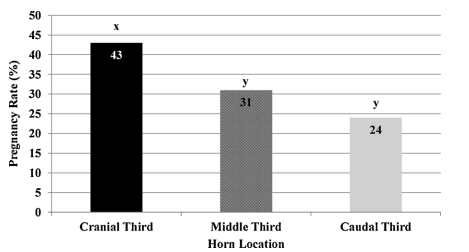 Pregnancy Rate (%)
50
45
40
35
30
25
20
15
10
5
0
x
43
y
31
y
24
Cranial Third
Middle Third
Caudal Third
Horn Location